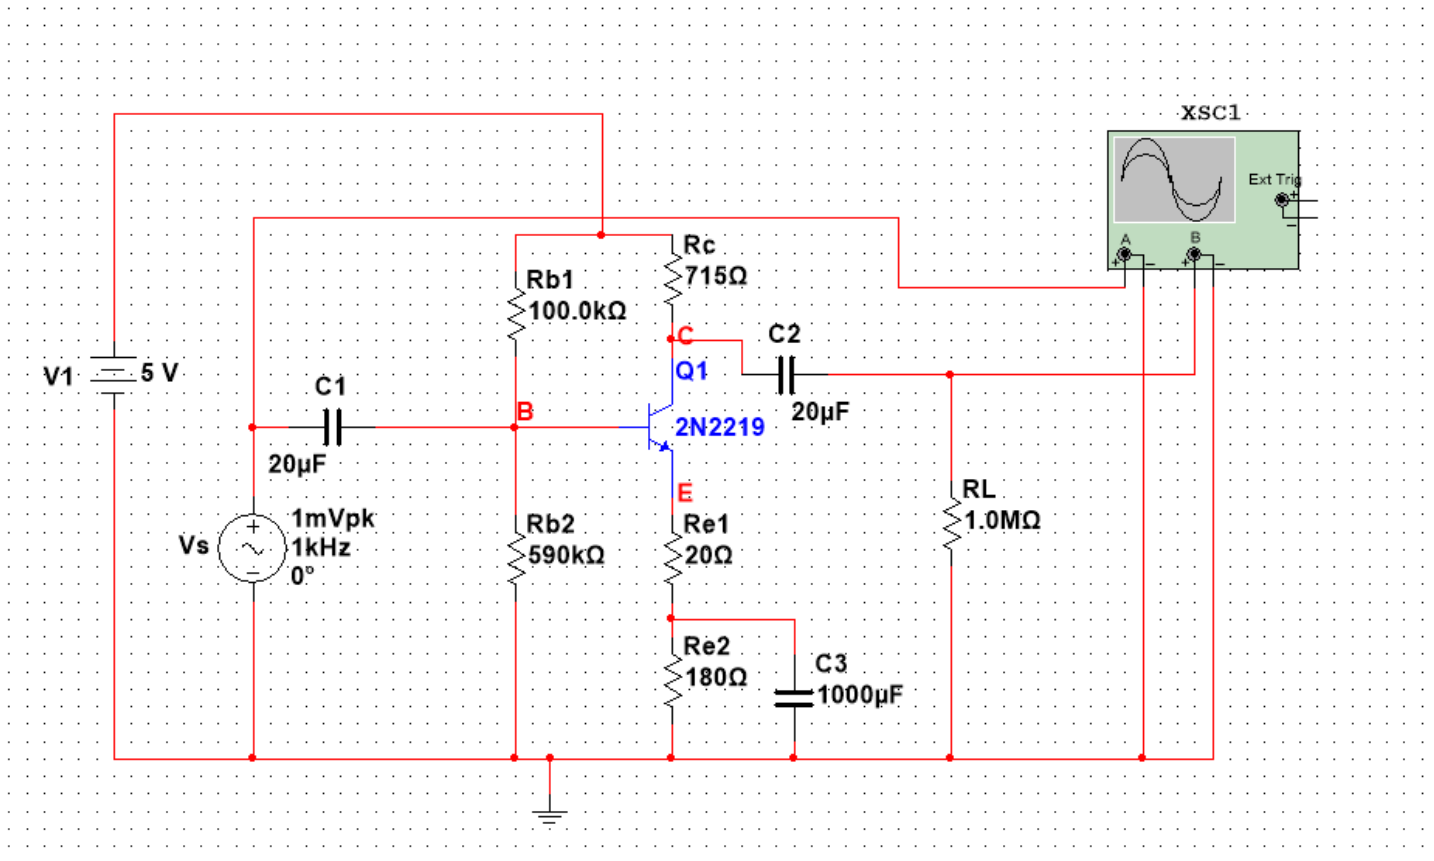 XSC1
Ext Trig
+
−
A
B
+
−
+
−
Rc
715Ω
Rb1
100.0kΩ
C
C2
20µF
V1
5 V
Q1
2N2219
C1
20µF
B
E
RL
1.0MΩ
Vs
+
−
1mVpk
1kHz
0°
Rb2
590kΩ
Re1
20Ω
Re2
180Ω
C3
1000µF